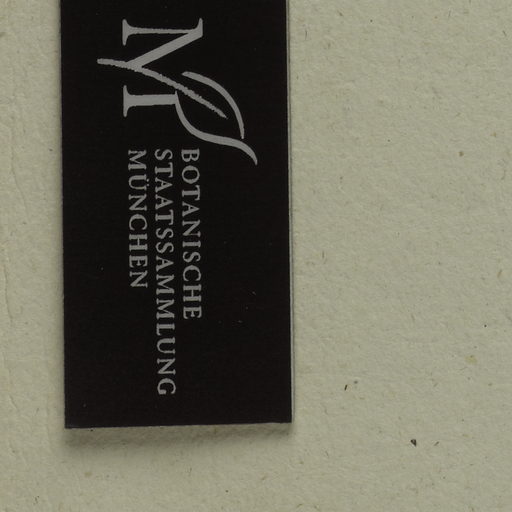 M
BOTANISCHE
STAATSSAMMLUNG
MÜNCHEN